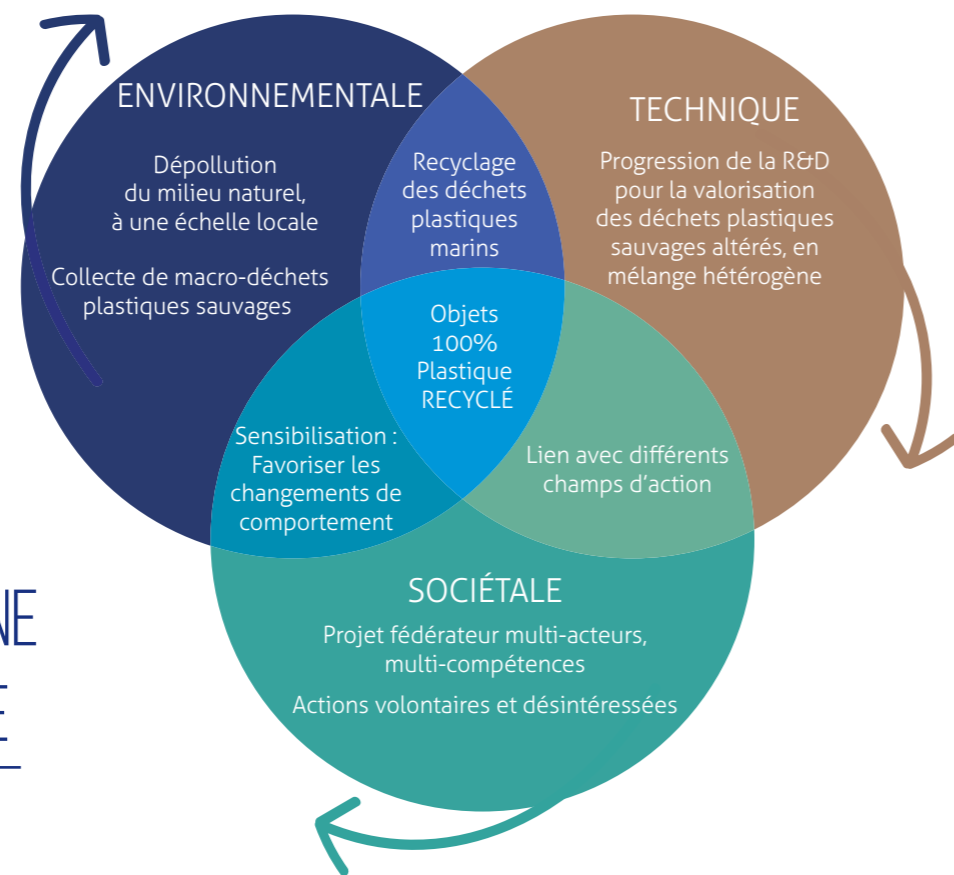 ENVIRONNEMENTALE
Dépollution
du milieu naturel,
à une échelle locale
Collecte de macro-déchets
plastiques sauvages
Recyclage
des déchets
plastiques
marins
TECHNIQUE
Progression de la R&D
pour la valorisation
des déchets plastiques
sauvages altérés, en
mélange hétérogène
Objets
100%
Plastique
RECYCLÉ
Sensibilisation :
Favoriser les
changements de
comportement
Lien avec différents
champs d'action
SOCIÉTALE
Projet fédérateur multi-acteurs,
multi-compétences
Actions volontaires et désintéressées